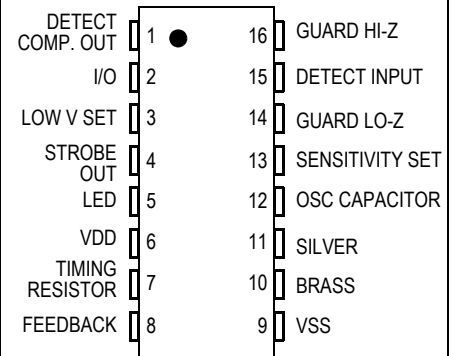 DETECT
COMP. OUT
1
16
GUARD HI-Z
I/O
2
15
DETECT INPUT
LOW V SET
3
14
GUARD LO-Z
STROBE
OUT
4
13
SENSITIVITY SET
LED
5
12
OSC CAPACITOR
VDD
6
11
SILVER
TIMING
RESISTOR
7
10
BRASS
FEEDBACK
8
9
VSS